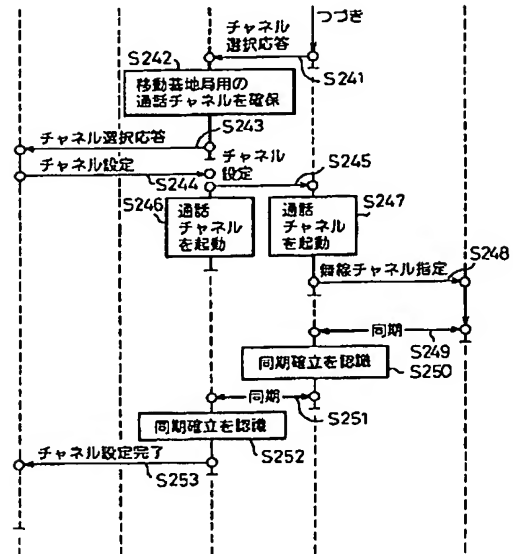 つづき
チャネル
選択応答
S241
S242
移動基地局用の
通話チャネルを確保
S243
チャネル選択応答
チャネル設定
S244
チャネル
設定
S245
S246
通話
チャネル
を起動
S247
通話
チャネル
を起動
S248
無線チャネル指定
同期
S249
同期確立を認識
S250
同期
S251
同期確立を認識
S252
チャネル設定完了
S253